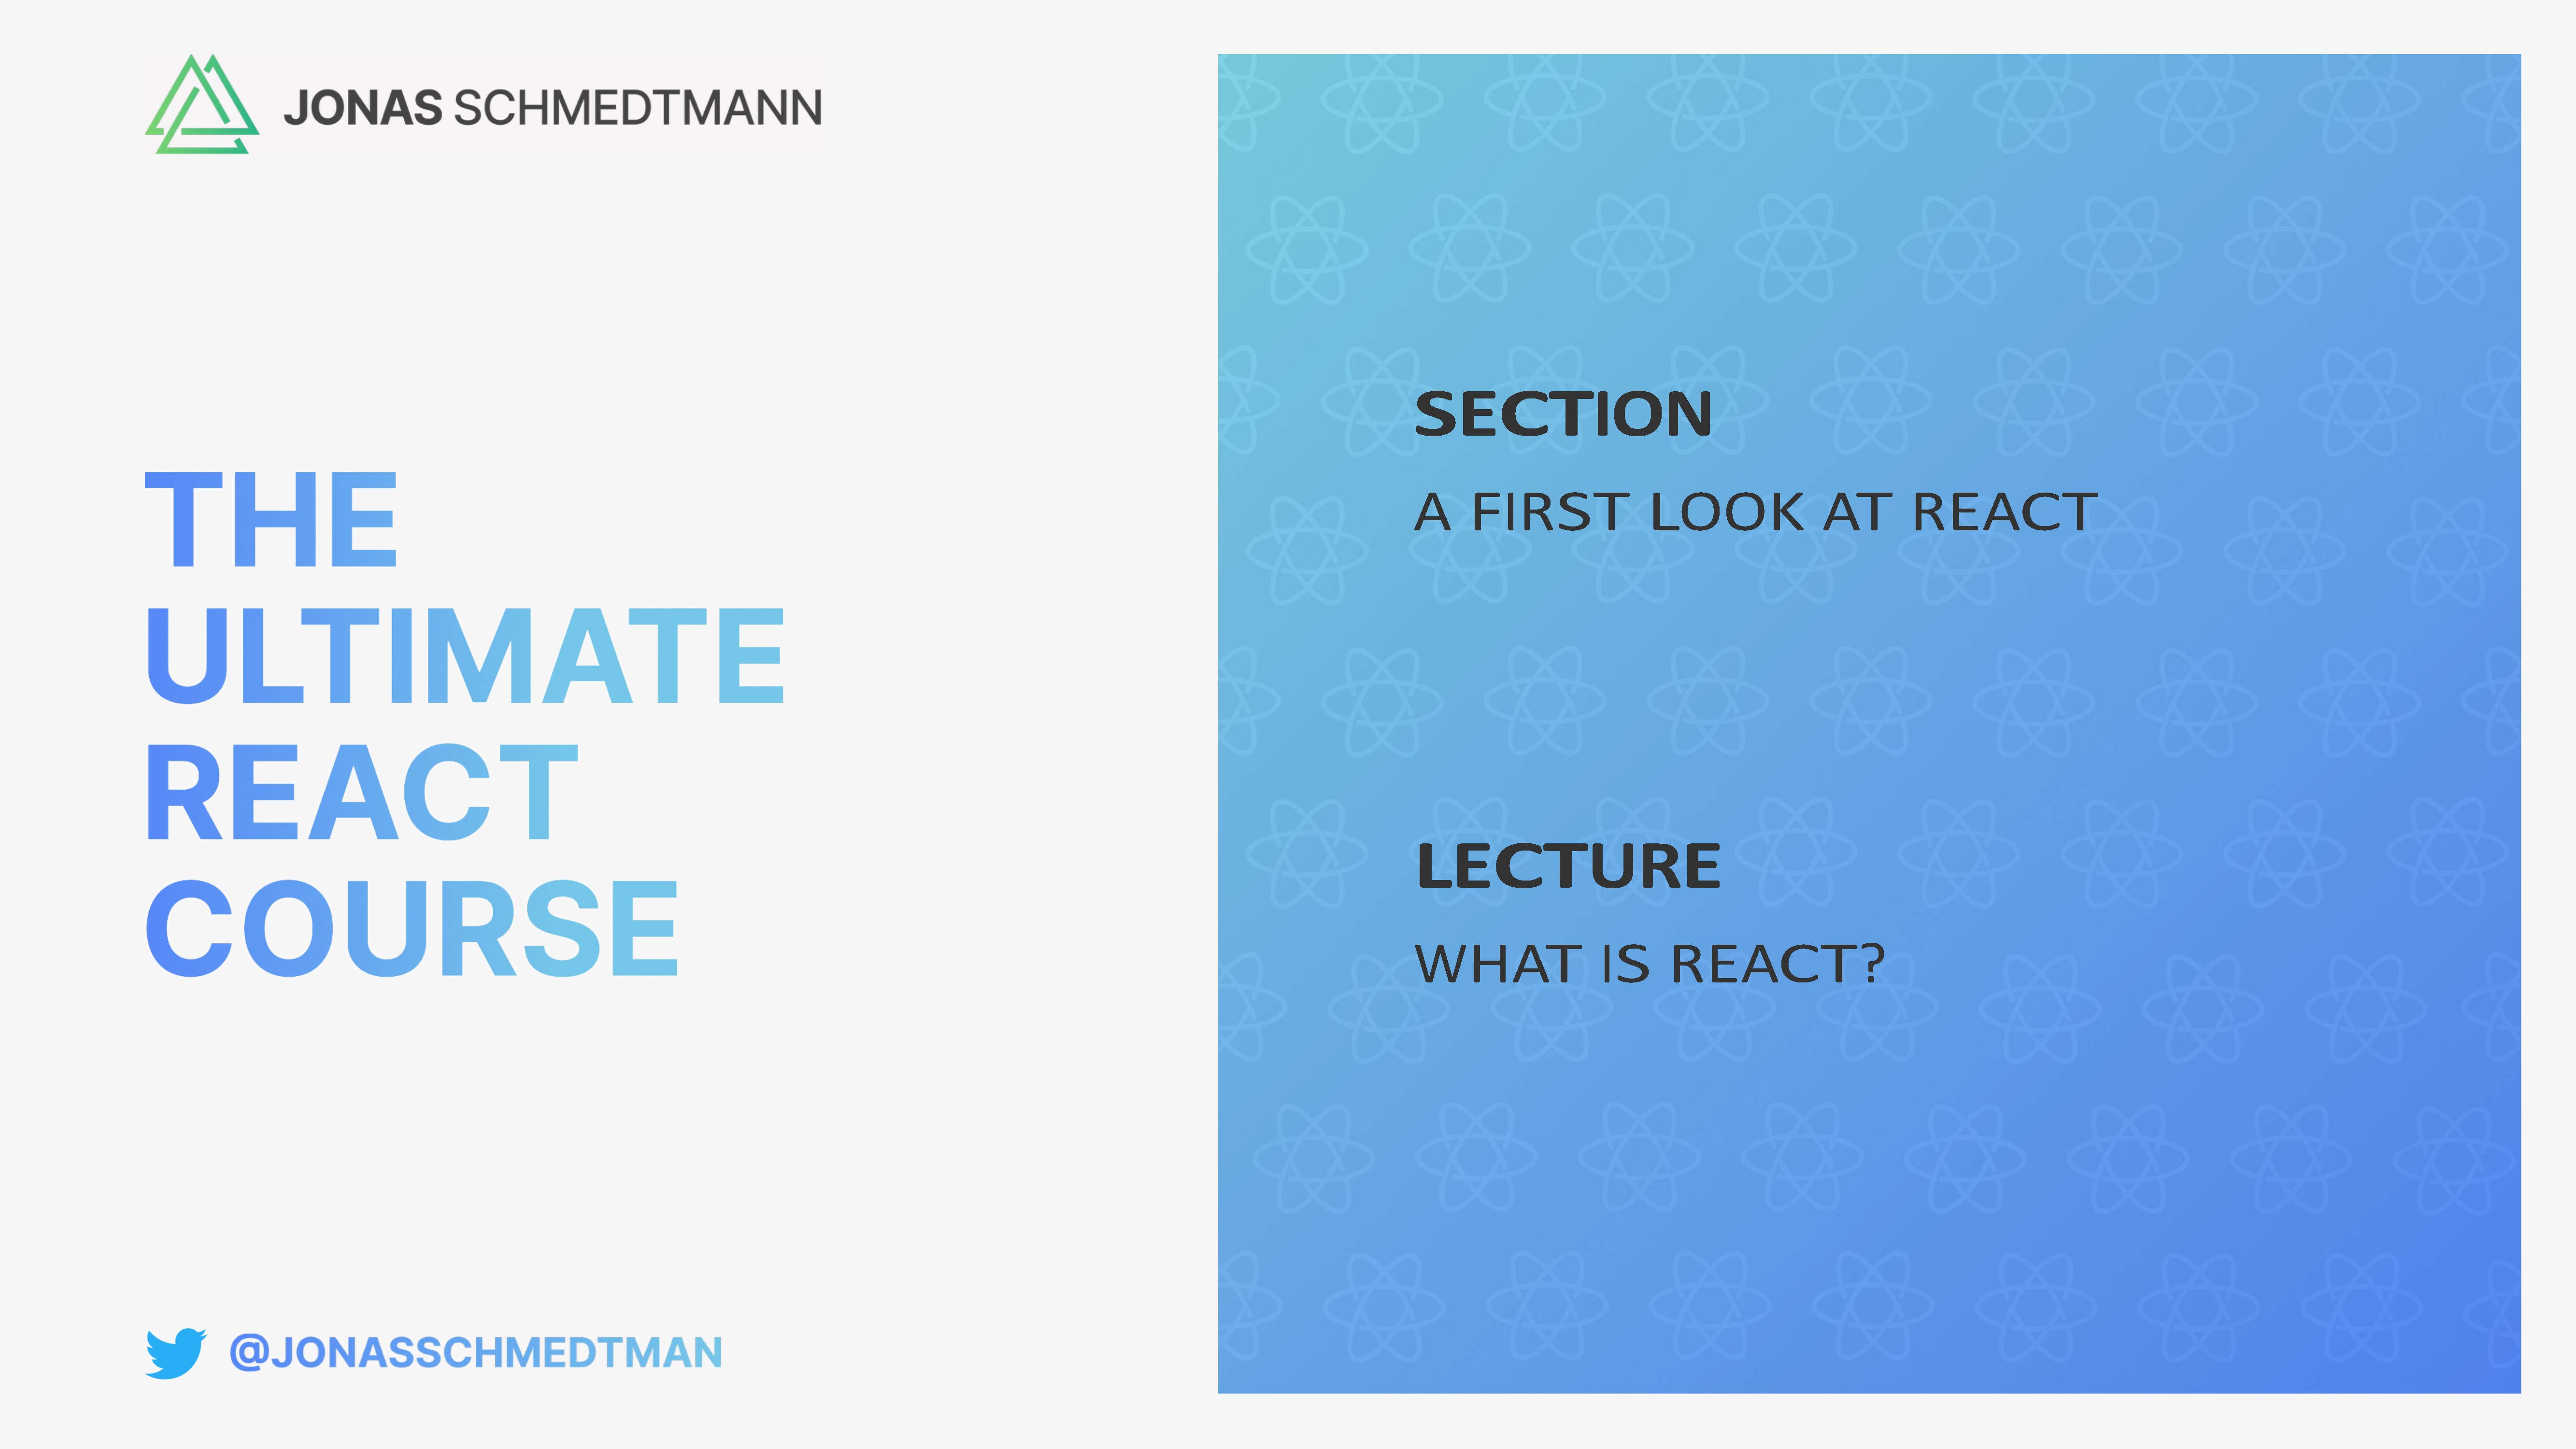 JONAS SCHMEDTMANN
THE
ULTIMATE
REACT
COURSE
@JONASSCHMEDTMAN
SECTION
A FIRST LOOK AT REACT
LECTURE
WHAT IS REACT?